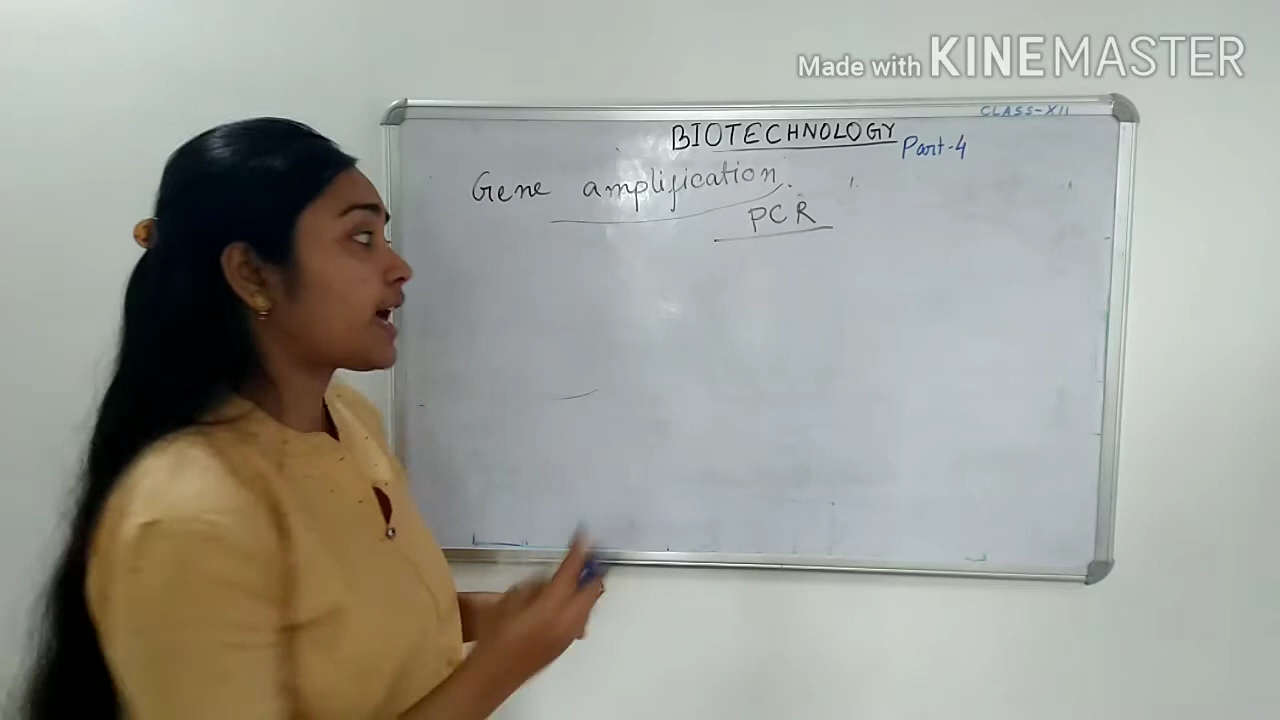 Made with KINEMASTER
CLASS-XII
BIOTECHNOLOGY
Part-4
Gene amplification.
PCR